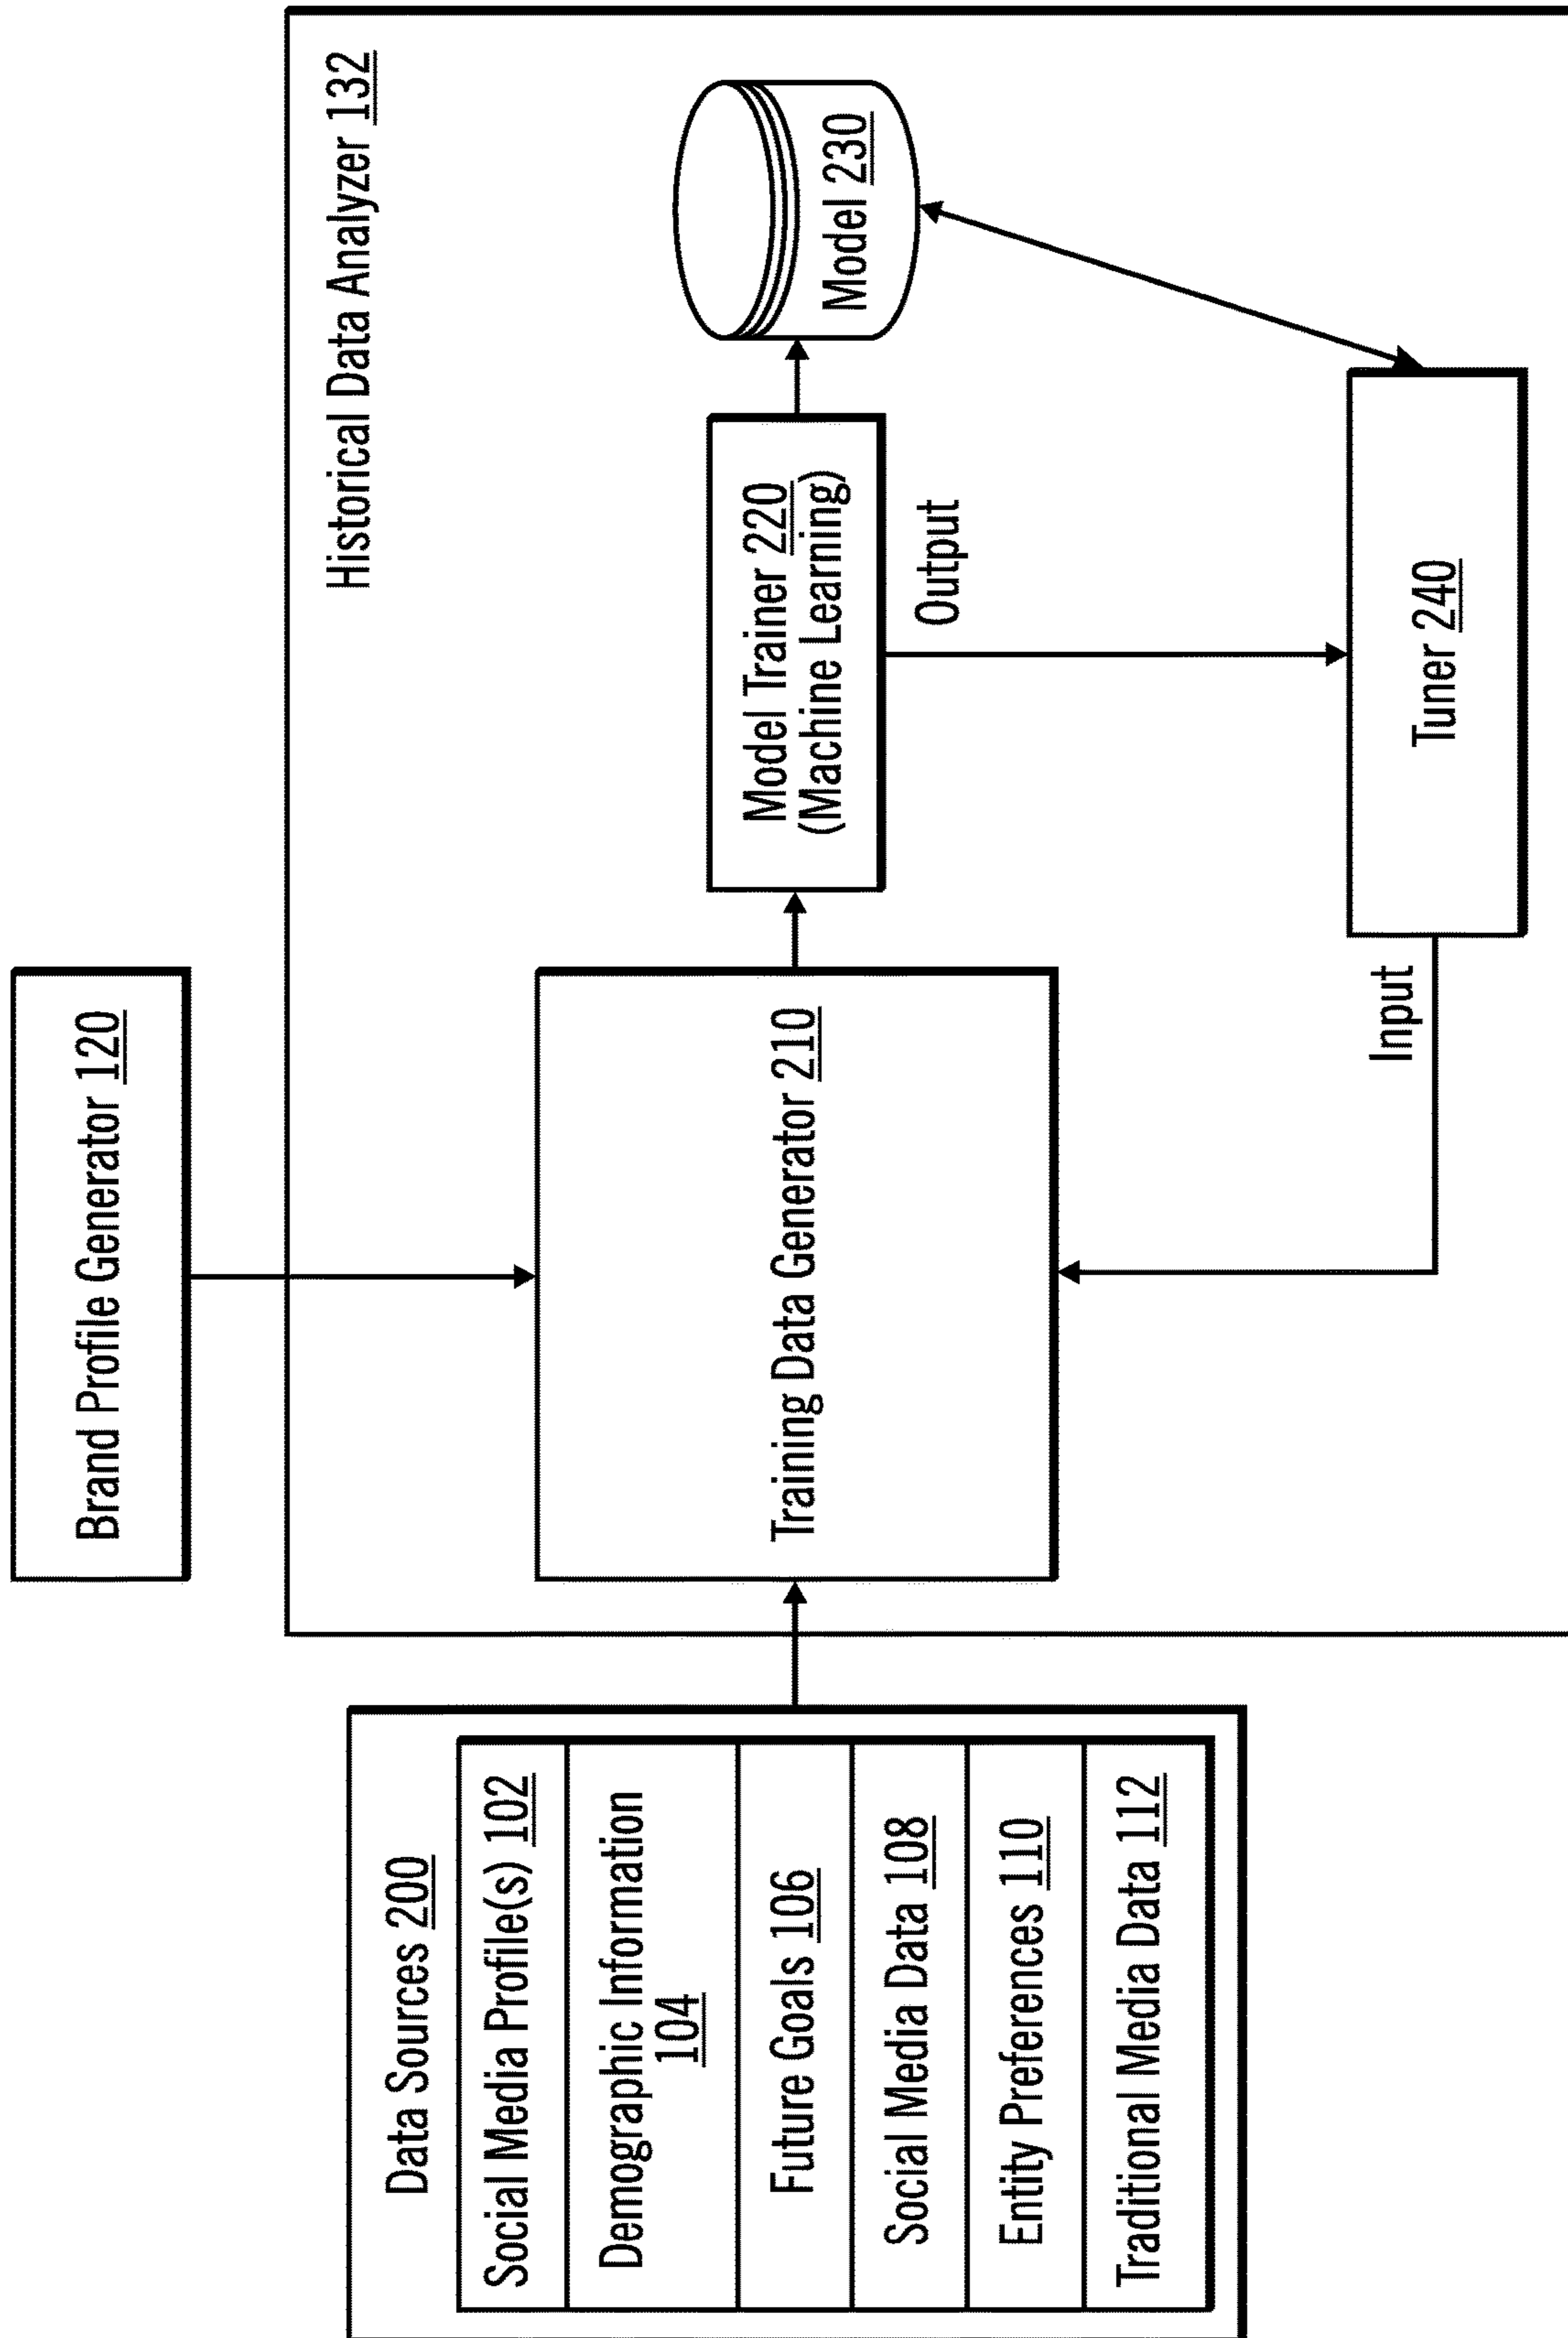 Brand Profile Generator 120
Historical Data Analyzer 132
Data Sources 200
Social Media Profile(s) 102
Demographic Information
104
Future Goals 106
Social Media Data 108
Entity Preferences 110
Traditional Media Data 112
Training Data Generator 210
Model Trainer 220
(Machine Learning)
Model 230
Output
Input
Tuner 240